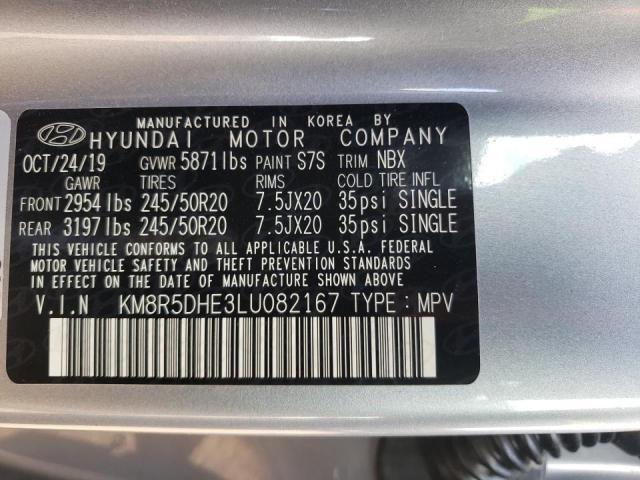 MANUFACTURED IN KOREA BY
HYUNDAI MOTOR COMPANY
OCT/24/19 GVWR 5871lbs PAINT S7S TRIM NBX
GAWR TIRES RIMS COLD TIRE INFL
FRONT 2954lbs 245/50R20 7.5JX20 35psi SINGLE
REAR 3197lbs 245/50R20 7.5JX20 35psi SINGLE
THIS VEHICLE CONFORMS TO ALL APPLICABLE U.S.A. FEDERAL
MOTOR VEHICLE SAFETY AND THEFT PREVENTION STANDARDS
IN EFFECT ON THE DATE OF MANUFACTURE SHOWN ABOVE.
V.I.N KM8R5DHE3LU082167 TYPE : MPV